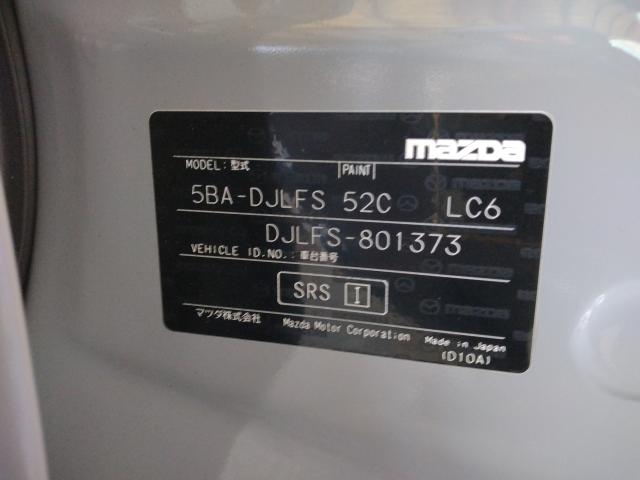 mazda
MODEL:型式 PAINT
5BA-DJLFS 52C LC6
DJLFS-801373
VEHICLE ID.NO.:車台番号
SRS I
マツダ株式会社 Mazda Motor Corporation Made in Japan
(D10A)